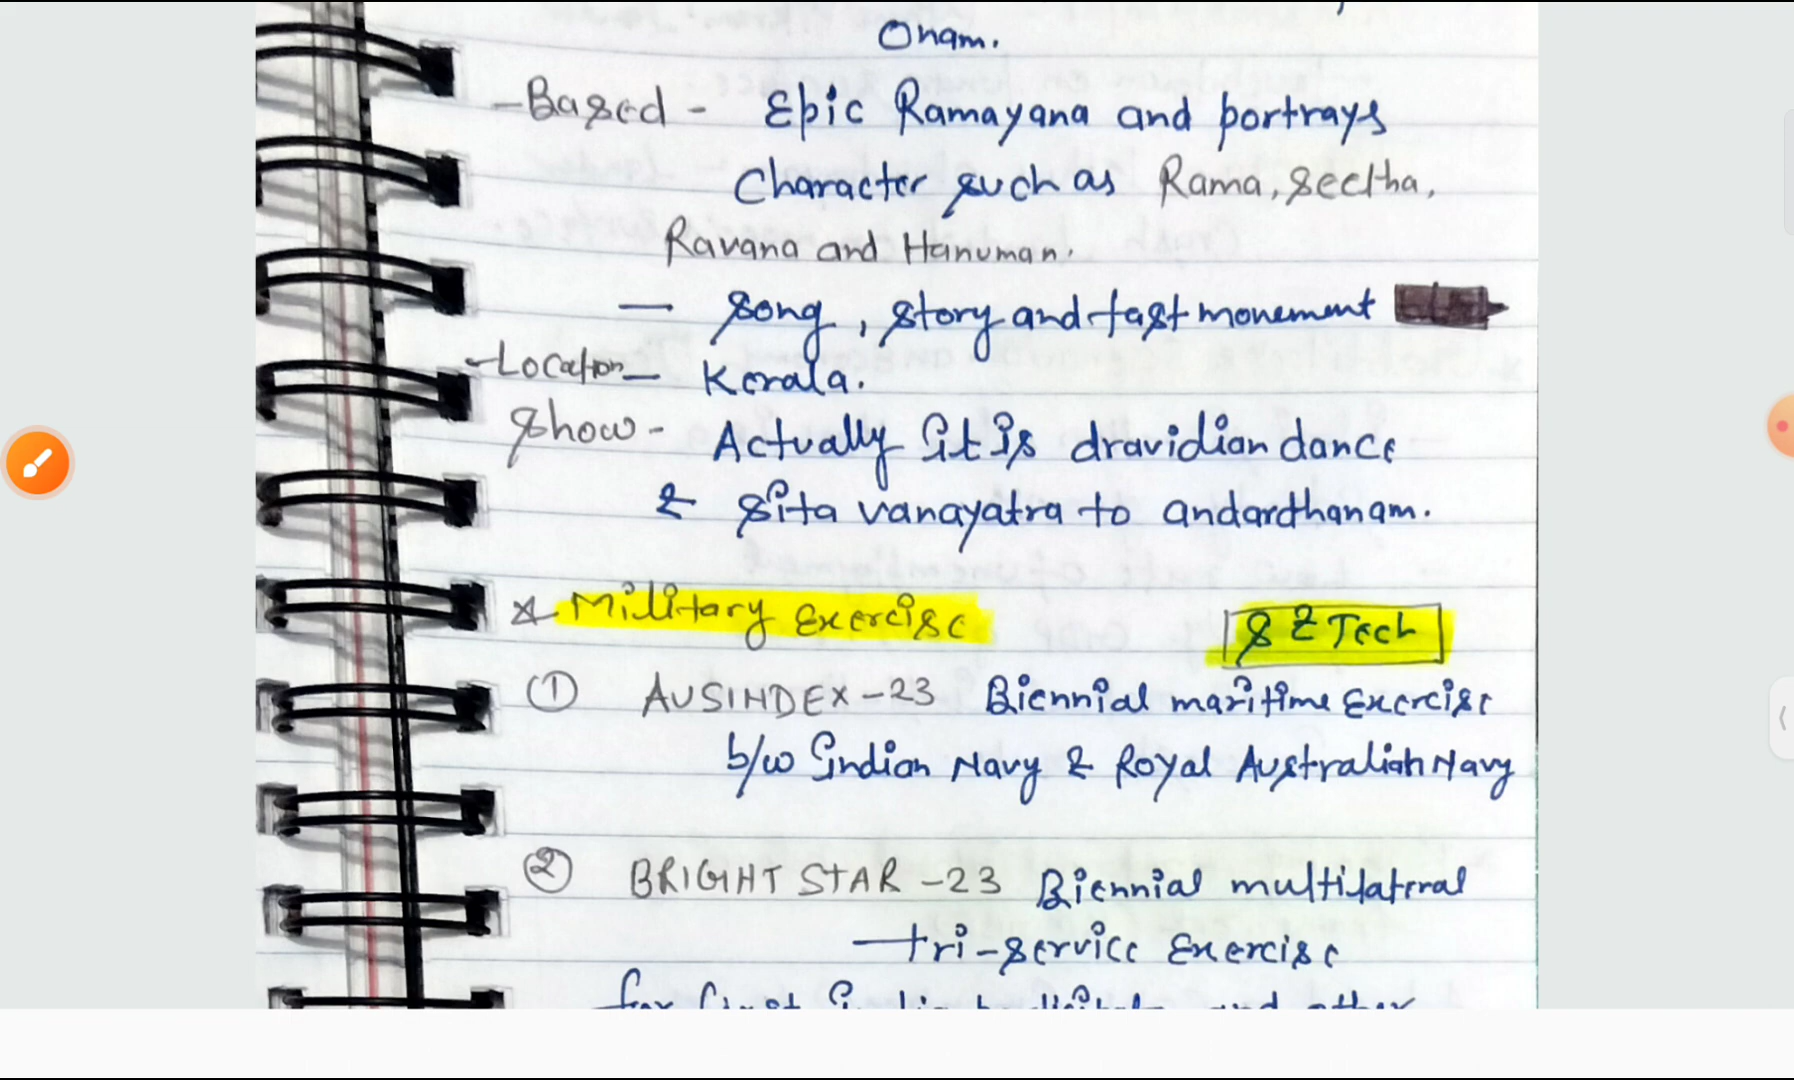 Onam.
- Based - Epic Ramayana and portrays
Character such as Rama, Seetha,
Ravana and Hanuman.
— Song, story and fast movement
- Location — Kerala.
Show - Actually it is dravidian dance
& Sita vanayatra to andardhanam.
Military Exercise
S & Tech
① AUSINDEX-23 Biennial maritime Exercise
b/w Indian Navy & Royal Australian Navy
② BRIGHT STAR -23 Biennial multilateral
tri-service Exercise